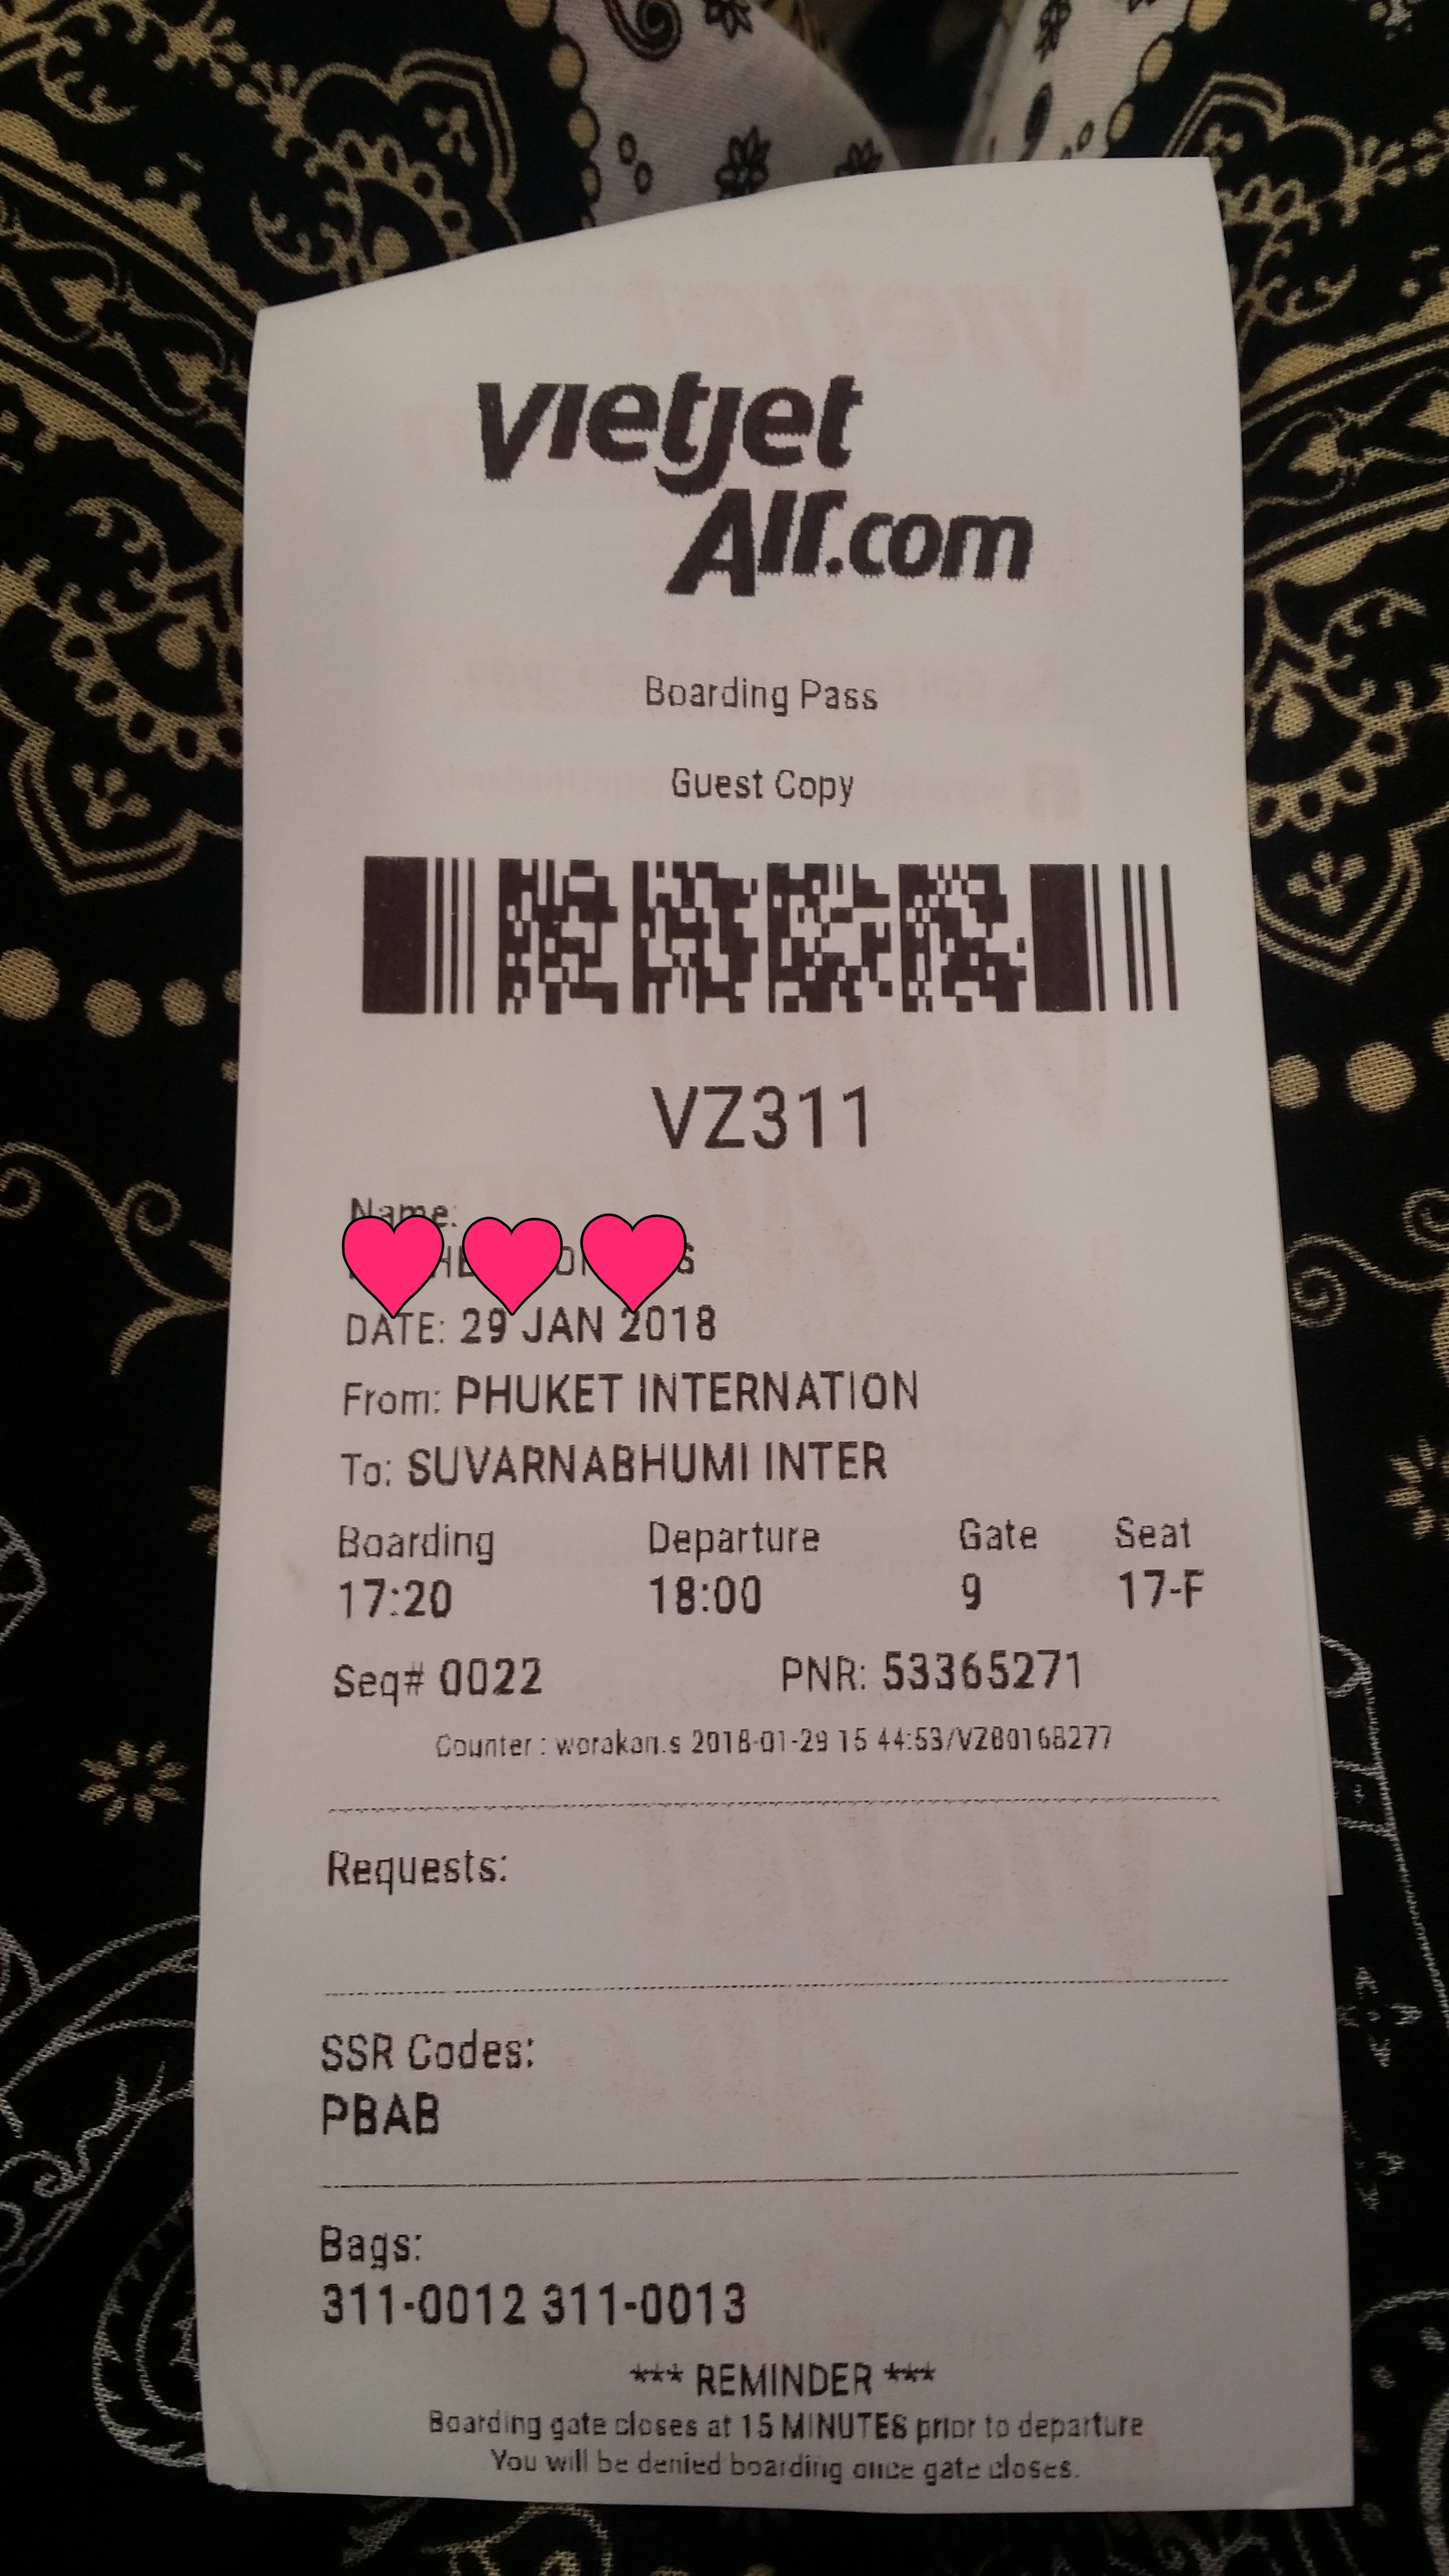 vietjet
Air.com
Boarding Pass
Guest Copy
VZ311
Name:
DATE: 29 JAN 2018
From: PHUKET INTERNATION
To: SUVARNABHUMI INTER
Boarding Departure Gate Seat
17:20 18:00 9 17-F
Seq# 0022 PNR: 53365271
Counter : worakan.s 2018-01-29 15 44:53/VZ80168277
Requests:
SSR Codes:
PBAB
Bags:
311-0012 311-0013
*** REMINDER ***
Boarding gate closes at 15 MINUTES prior to departure
You will be denied boarding once gate closes.